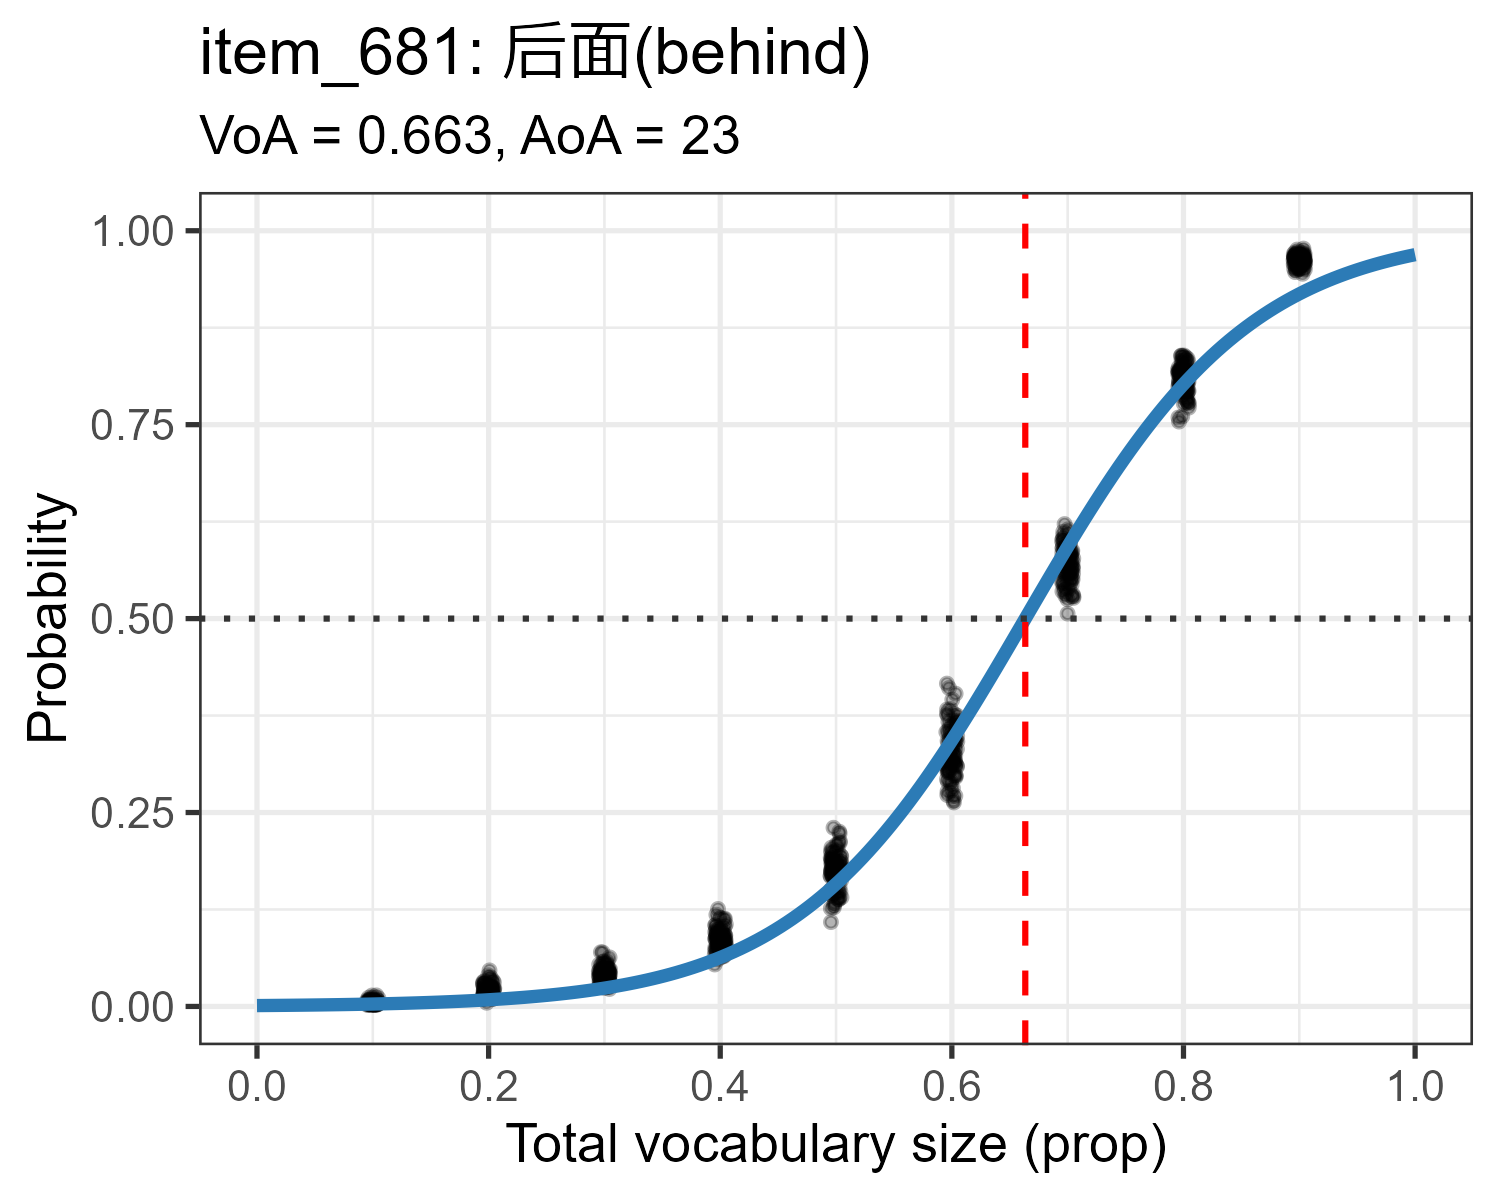 item_681: 后面(behind)
VoA = 0.663, AoA = 23
1.00
0.75
0.50
0.25
0.00
Probability
0.0 0.2 0.4 0.6 0.8 1.0
Total vocabulary size (prop)